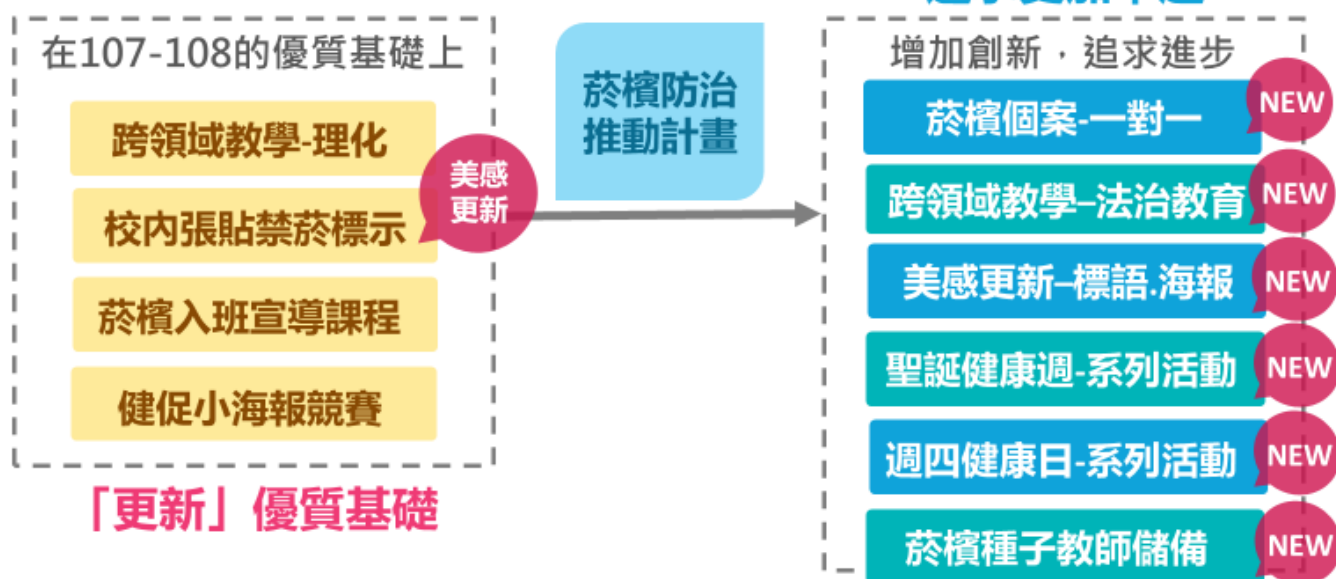 在107-108的優質基礎上
跨領域教學-理化
校內張貼禁菸標示
菸檳入班宣導課程
健促小海報競賽
美感
更新
「更新」優質基礎
菸檳防治
推動計畫
增加創新，追求進步
菸檳個案-一對一
NEW
跨領域教學–法治教育
NEW
美感更新–標語.海報
NEW
聖誕健康週-系列活動
NEW
週四健康日-系列活動
NEW
菸檳種子教師儲備
NEW